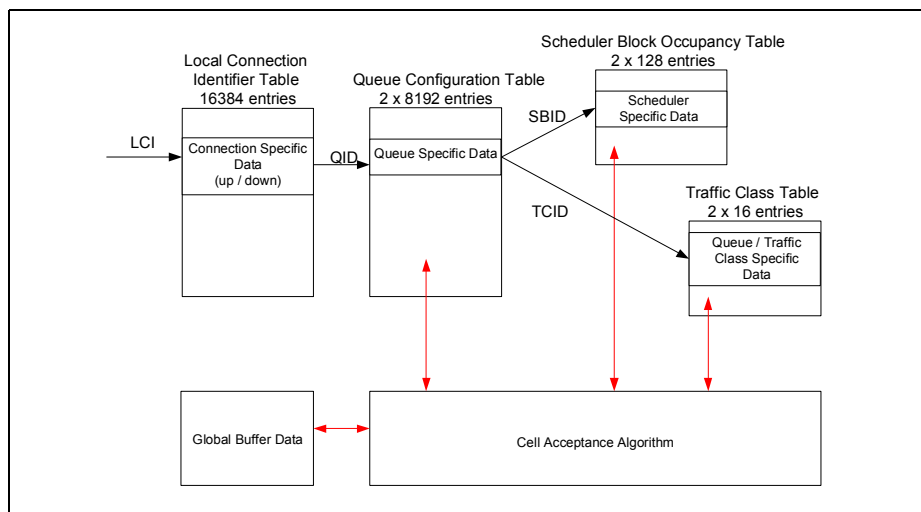 Local Connection
Identifier Table
16384 entries
Queue Configuration Table
2 x 8192 entries
Scheduler Block Occupancy Table
2 x 128 entries
LCI
Connection Specific
Data
(up / down)
QID
Queue Specific Data
SBID
Scheduler
Specific Data
TCID
Traffic Class Table
2 x 16 entries
Queue / Traffic
Class Specific
Data
Global Buffer Data
Cell Acceptance Algorithm